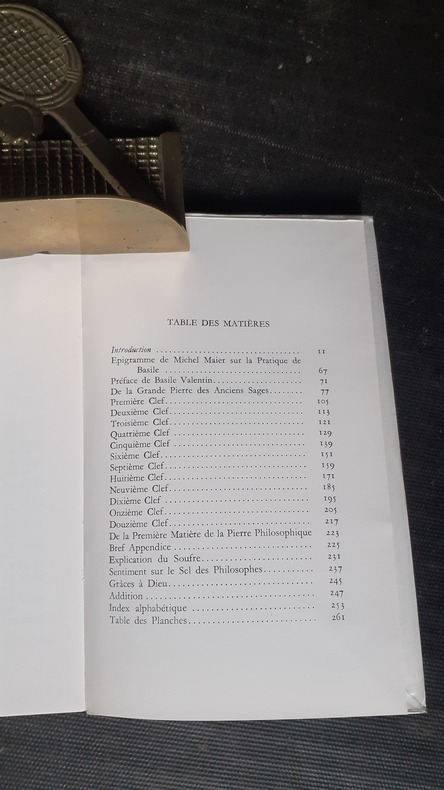 TABLE DES MATIÈRES
Introduction .................................. 11
Epigramme de Michel Maier sur la Pratique de
Basile ................................ 67
Préface de Basile Valentin...................... 71
De la Grande Pierre des Anciens Sages........ 77
Première Clef................................. 105
Deuxième Clef................................ 113
Troisième Clef................................ 121
Quatrième Clef ............................... 129
Cinquième Clef ............................... 139
Sixième Clef.................................. 151
Septième Clef................................. 159
Huitième Clef................................. 171
Neuvième Clef................................ 185
Dixième Clef ................................. 195
Onzième Clef................................. 205
Douzième Clef................................ 217
De la Première Matière de la Pierre Philosophique 223
Bref Appendice ............................... 225
Explication du Soufre......................... 231
Sentiment sur le Sel des Philosophes........... 237
Grâces à Dieu................................. 245
Addition ..................................... 247
Index alphabétique ........................... 253
Table des Planches............................ 261